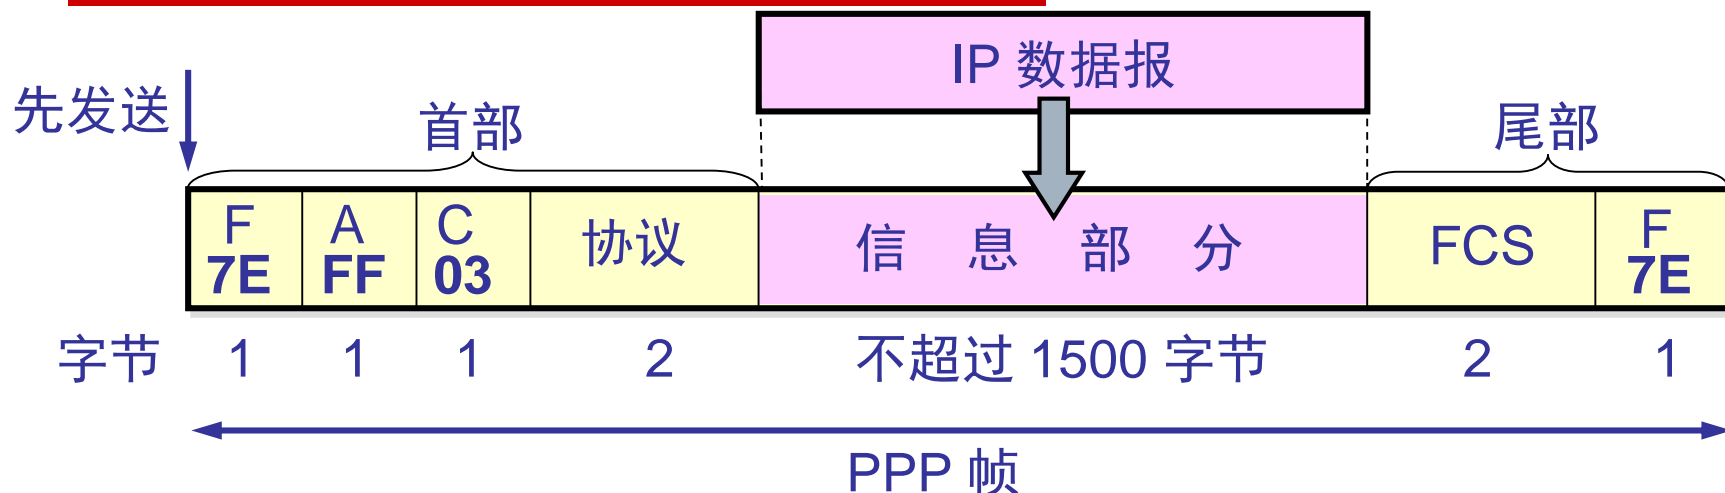 IP 数据报
先发送
首部
尾部
F A C 协议 信 息 部 分 FCS F
7E FF 03 7E
字节 1 1 1 2 不超过 1500 字节 2 1
PPP 帧